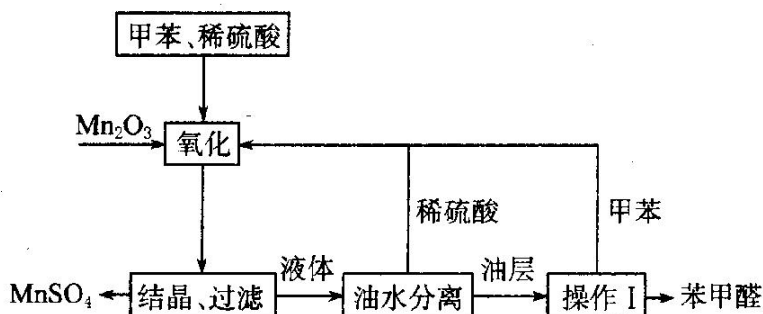 甲苯、稀硫酸
Mn₂O₃
氧化
稀硫酸
甲苯
MnSO₄
结晶、过滤
液体
油水分离
油层
操作Ⅰ
苯甲醛